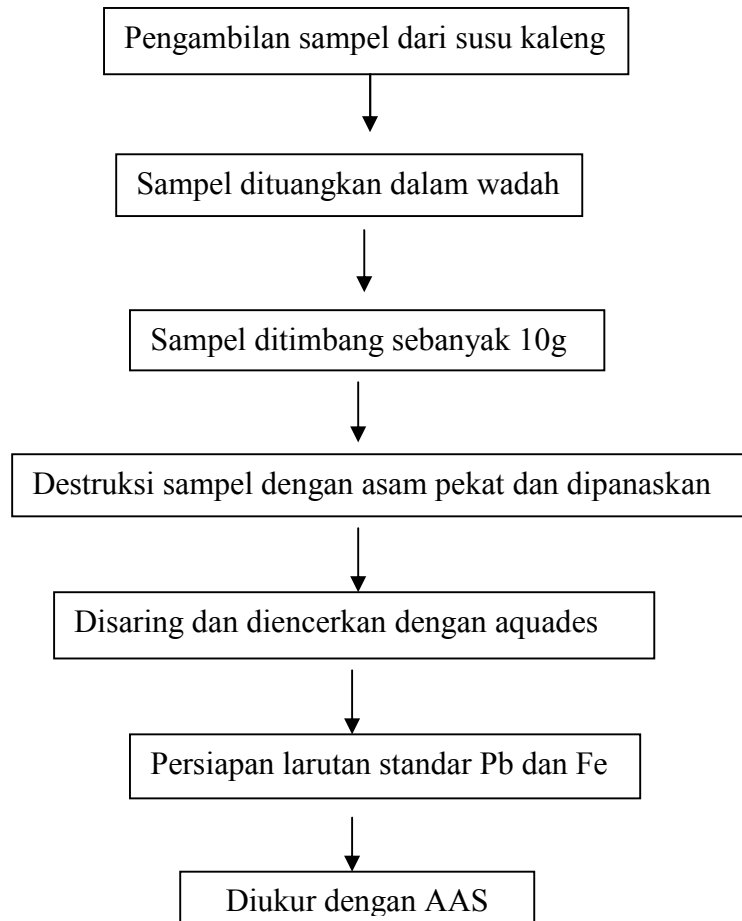 Pengambilan sampel dari susu kaleng
Sampel dituangkan dalam wadah
Sampel ditimbang sebanyak 10g
Destruksi sampel dengan asam pekat dan dipanaskan
Disaring dan diencerkan dengan aquades
Persiapan larutan standar Pb dan Fe
Diukur dengan AAS